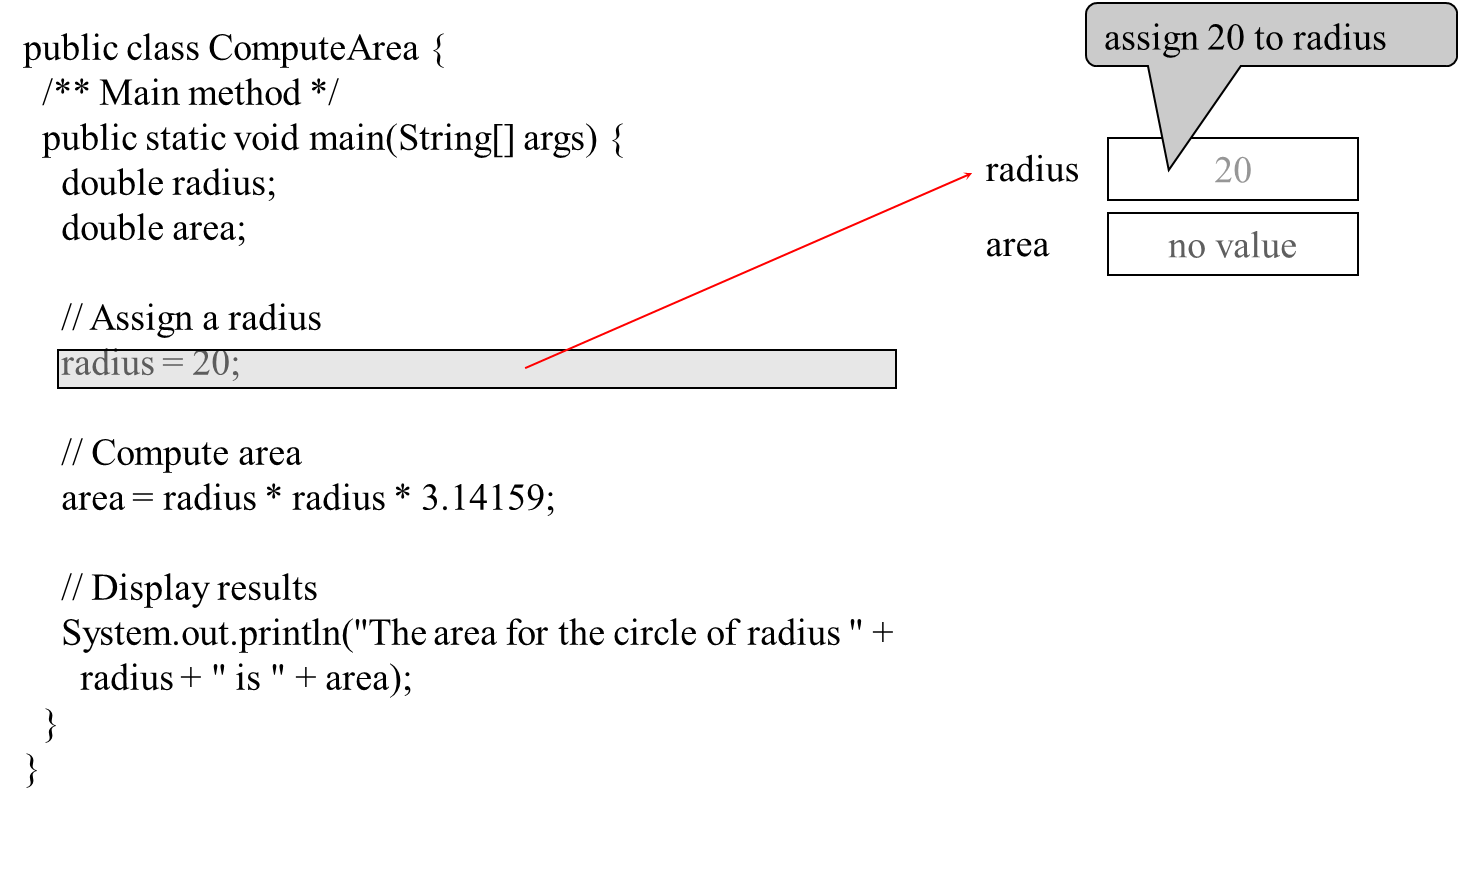 public class ComputeArea {
  /** Main method */
  public static void main(String[] args) {
    double radius;
    double area;

    // Assign a radius
    radius = 20;

    // Compute area
    area = radius * radius * 3.14159;

    // Display results
    System.out.println("The area for the circle of radius " +
      radius + " is " + area);
  }
}
assign 20 to radius
radius 20
area no value